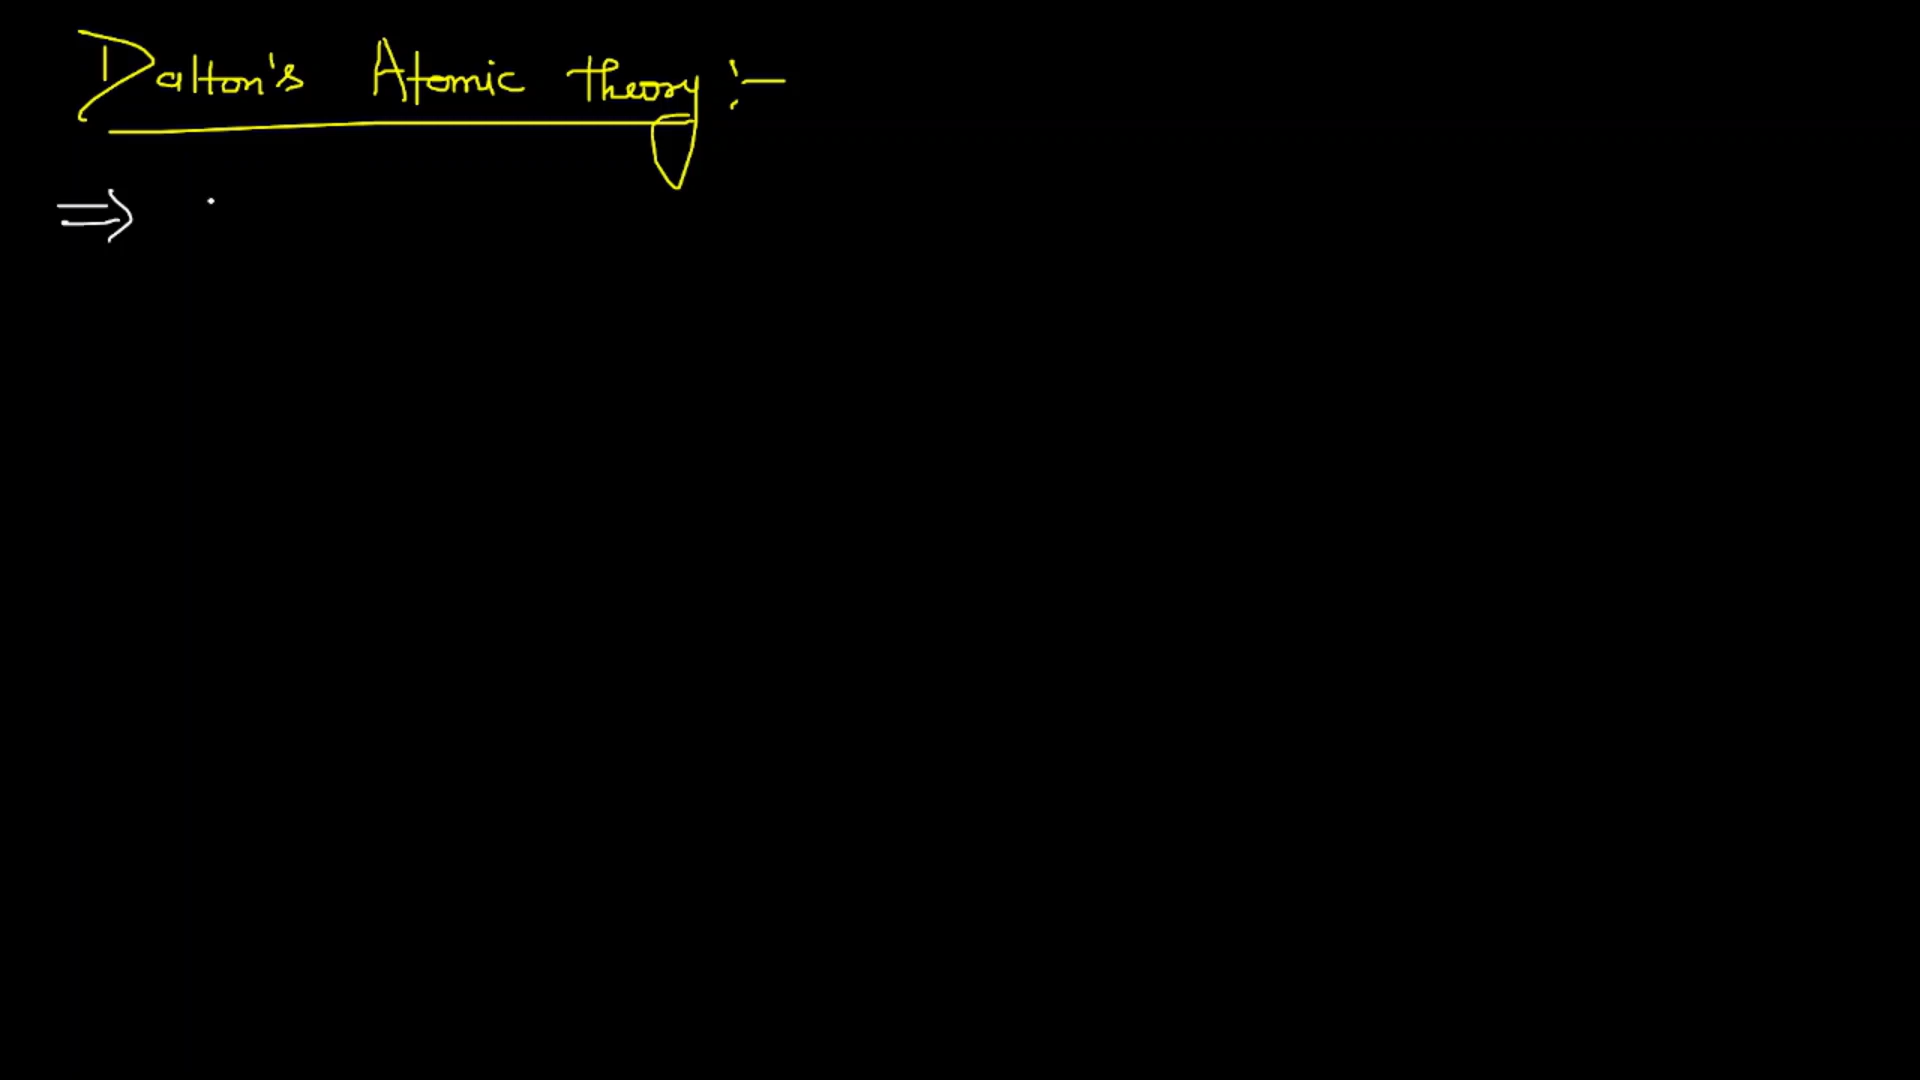 Dalton's Atomic theory :-
⇒